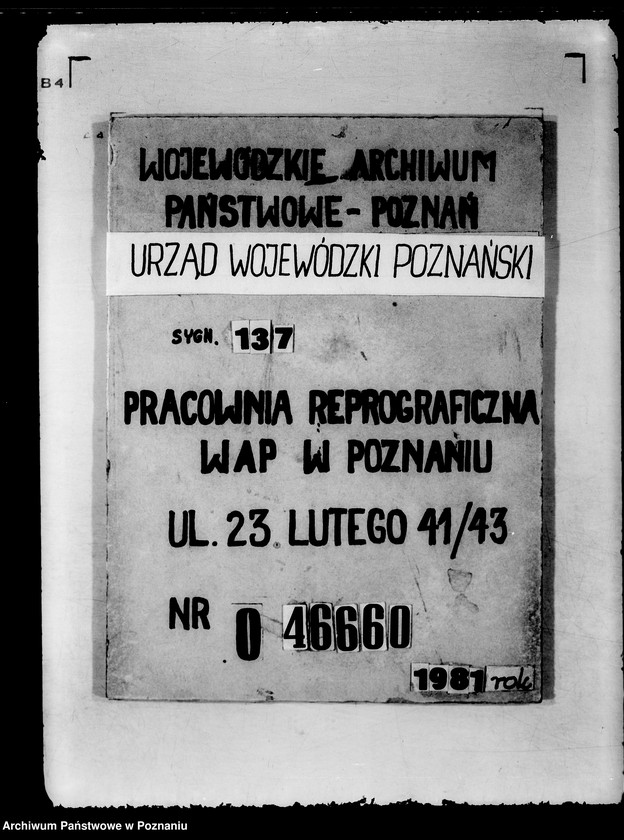 B4
WOJEWÓDZKIE ARCHIWUM
PAŃSTWOWE - POZNAŃ
URZĄD WOJEWÓDZKI POZNAŃSKI
SYGN. 137
PRACOWNIA REPROGRAFICZNA
WAP W POZNANIU
UL. 23 LUTEGO 41/43
NR 0 46660
1981 rok
Archiwum Państwowe w Poznaniu